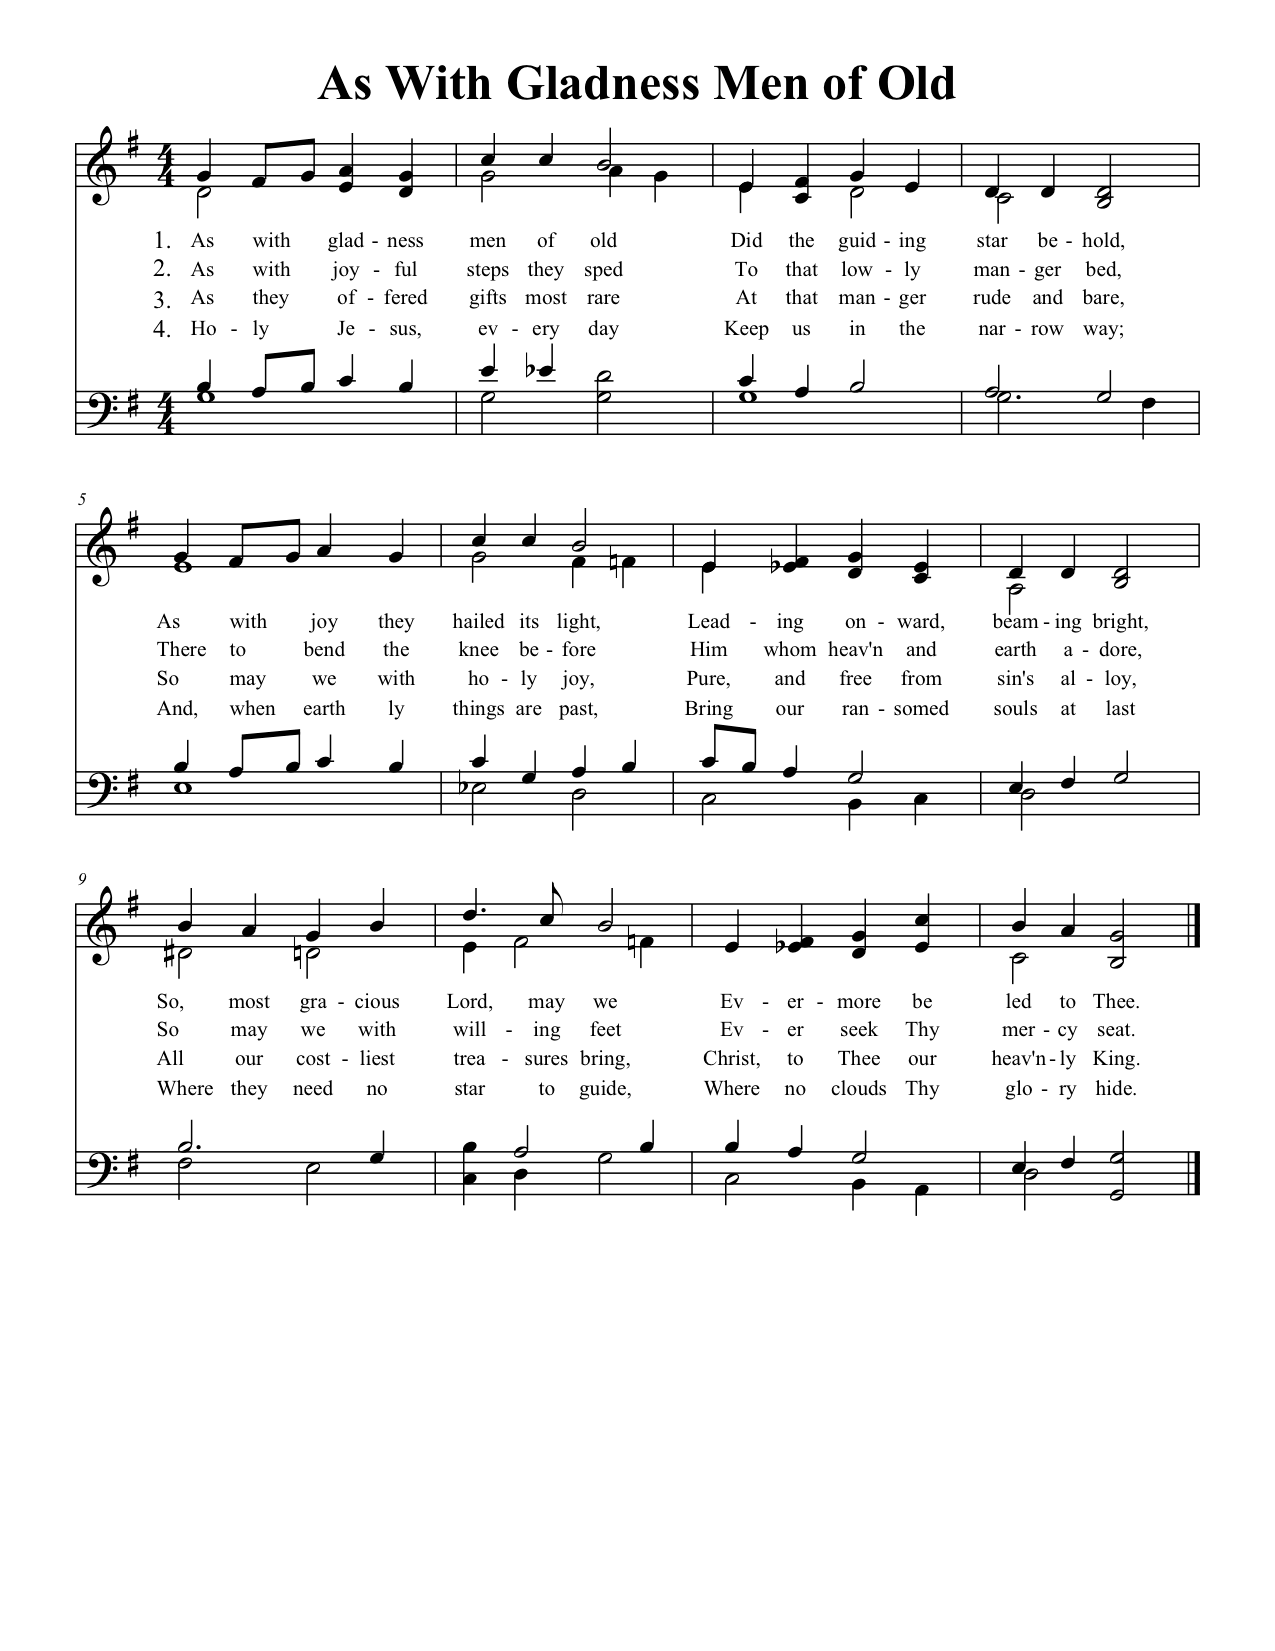 As With Gladness Men of Old
4 4
1. As with glad - ness men of old Did the guid - ing star be - hold,
2. As with joy - ful steps they sped To that low - ly man - ger bed,
3. As they of - fered gifts most rare At that man - ger rude and bare,
4. Ho - ly Je - sus, ev - ery day Keep us in the nar - row way;
4 4
5
As with joy they hailed its light, Lead - ing on - ward, beam - ing bright,
There to bend the knee be - fore Him whom heav'n and earth a - dore,
So may we with ho - ly joy, Pure, and free from sin's al - loy,
And, when earth ly things are past, Bring our ran - somed souls at last
9
So, most gra - cious Lord, may we Ev - er - more be led to Thee.
So may we with will - ing feet Ev - er seek Thy mer - cy seat.
All our cost - liest trea - sures bring, Christ, to Thee our heav'n - ly King.
Where they need no star to guide, Where no clouds Thy glo - ry hide.